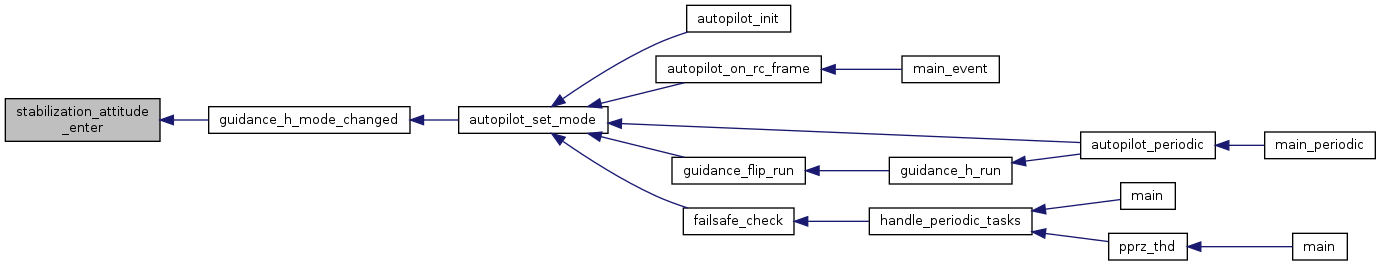 stabilization_attitude
_enter
guidance_h_mode_changed
autopilot_set_mode
autopilot_init
autopilot_on_rc_frame
main_event
autopilot_periodic
main_periodic
guidance_flip_run
guidance_h_run
failsafe_check
handle_periodic_tasks
main
pprz_thd
main